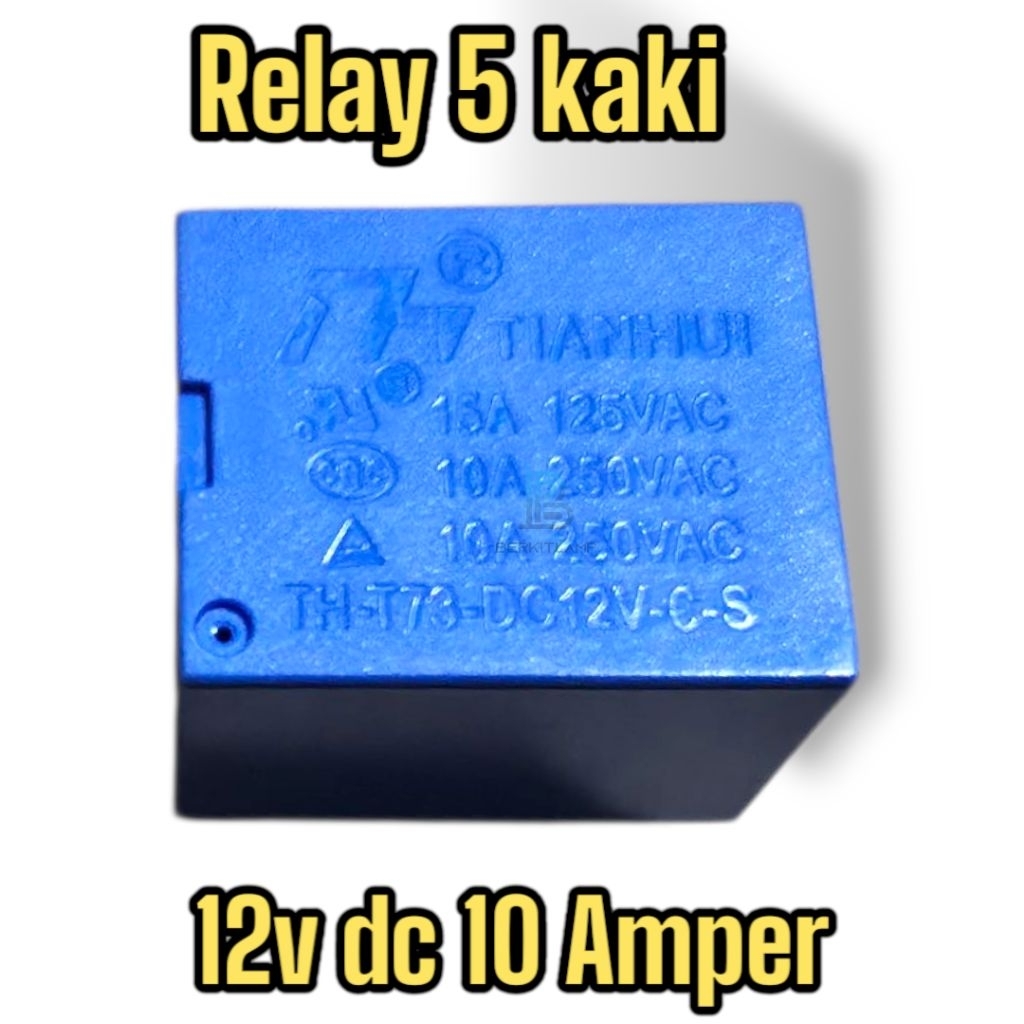 Relay 5 kaki
TIANHUI
15A 125VAC
10A 250VAC
10A 250VAC
TH-T73-DC12V-C-S
12v dc 10 Amper